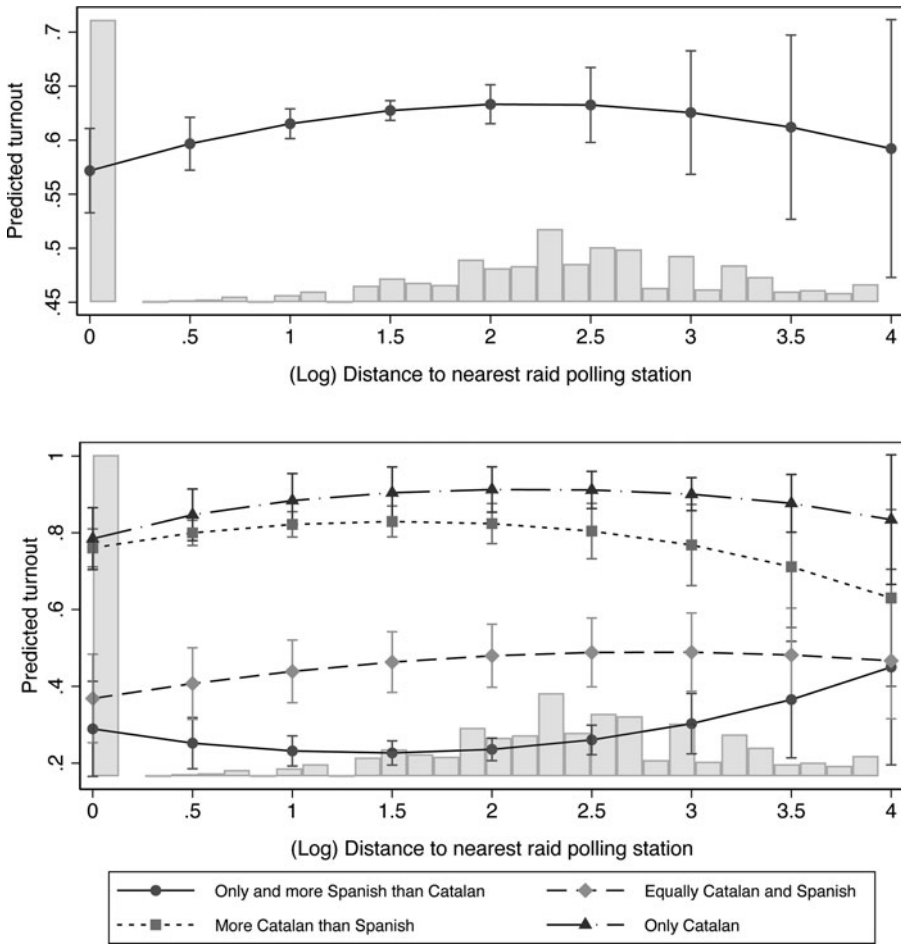 Predicted turnout
.7
.65
.6
.55
.5
.45
0 .5 1 1.5 2 2.5 3 3.5 4
(Log) Distance to nearest raid polling station
Predicted turnout
1
.8
.6
.4
.2
0 .5 1 1.5 2 2.5 3 3.5 4
(Log) Distance to nearest raid polling station
Only and more Spanish than Catalan Equally Catalan and Spanish
More Catalan than Spanish Only Catalan